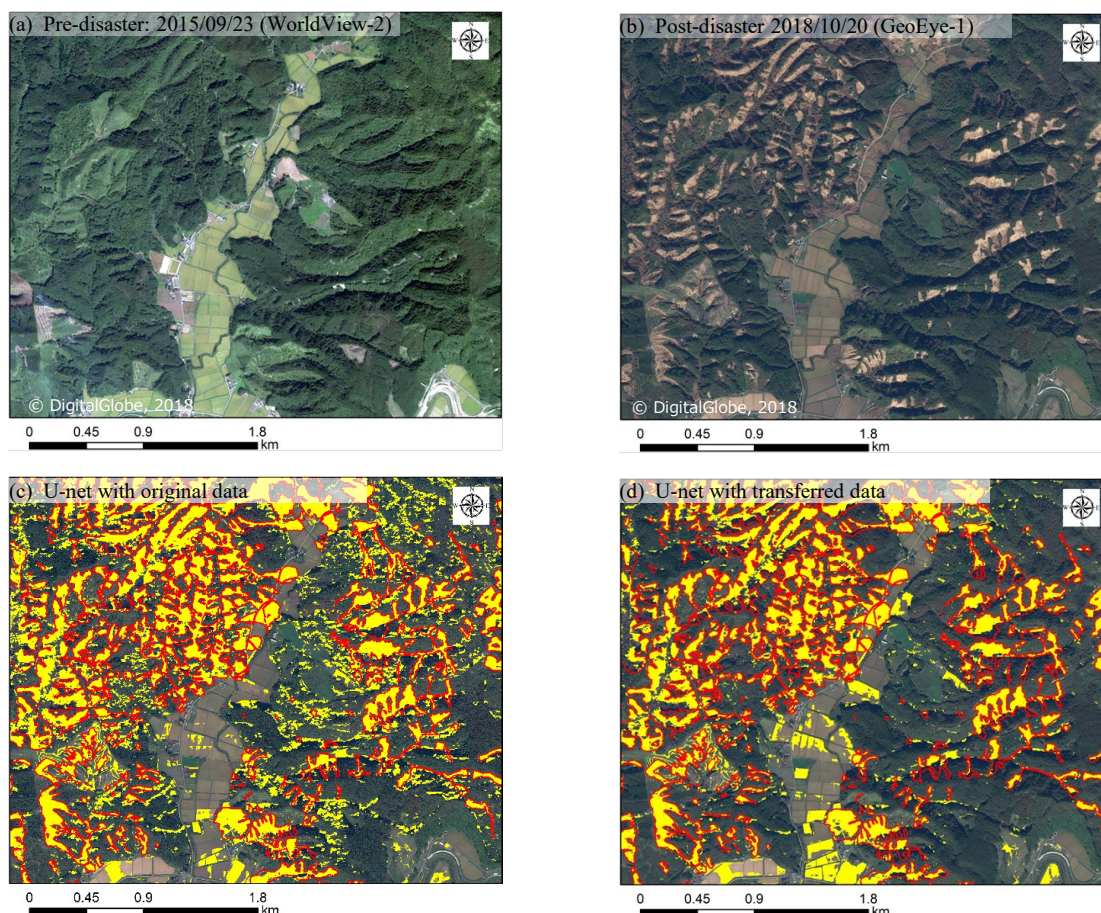 (a) Pre-disaster: 2015/09/23 (WorldView-2)
N
W E
S
© DigitalGlobe, 2018
0 0.45 0.9 1.8
km
(b) Post-disaster 2018/10/20 (GeoEye-1)
N
W E
S
© DigitalGlobe, 2018
0 0.45 0.9 1.8
km
(c) U-net with original data
N
W E
S
0 0.45 0.9 1.8
km
(d) U-net with transferred data
N
W E
S
0 0.45 0.9 1.8
km